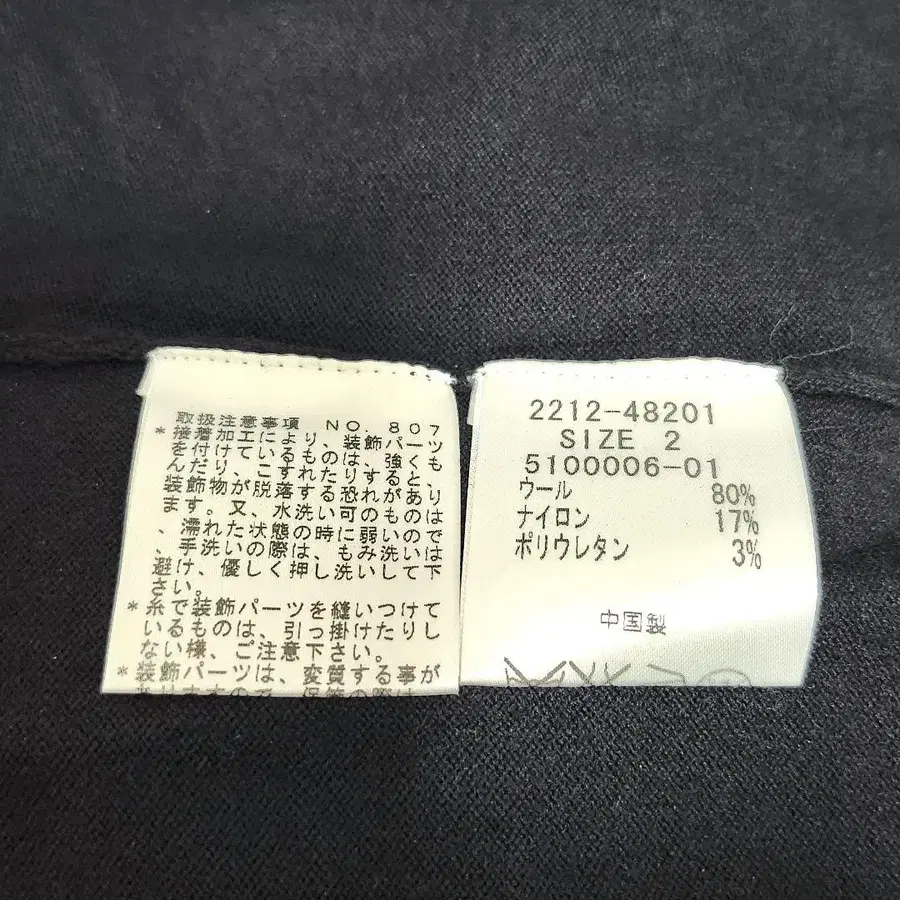 取扱注意事項 NO. 807
*接着加工により、装飾パーツ
を付けているものは、強くも
んだり、こすれたりすると、
装飾物が脱落する恐れがあり
ます。又、水洗い可のものは
、濡れた状態の時に弱いので
、手洗いの際は、もみ洗いは
避け、優しく押し洗いして下
さい。
*糸で装飾パーツを縫いつけて
いるものは、引っ掛けたりし
ない様、ご注意下さい。
*装飾パーツは、変質する事が
2212-48201
SIZE 2
5100006-01
ウール 80%
ナイロン 17%
ポリウレタン 3%
中国製